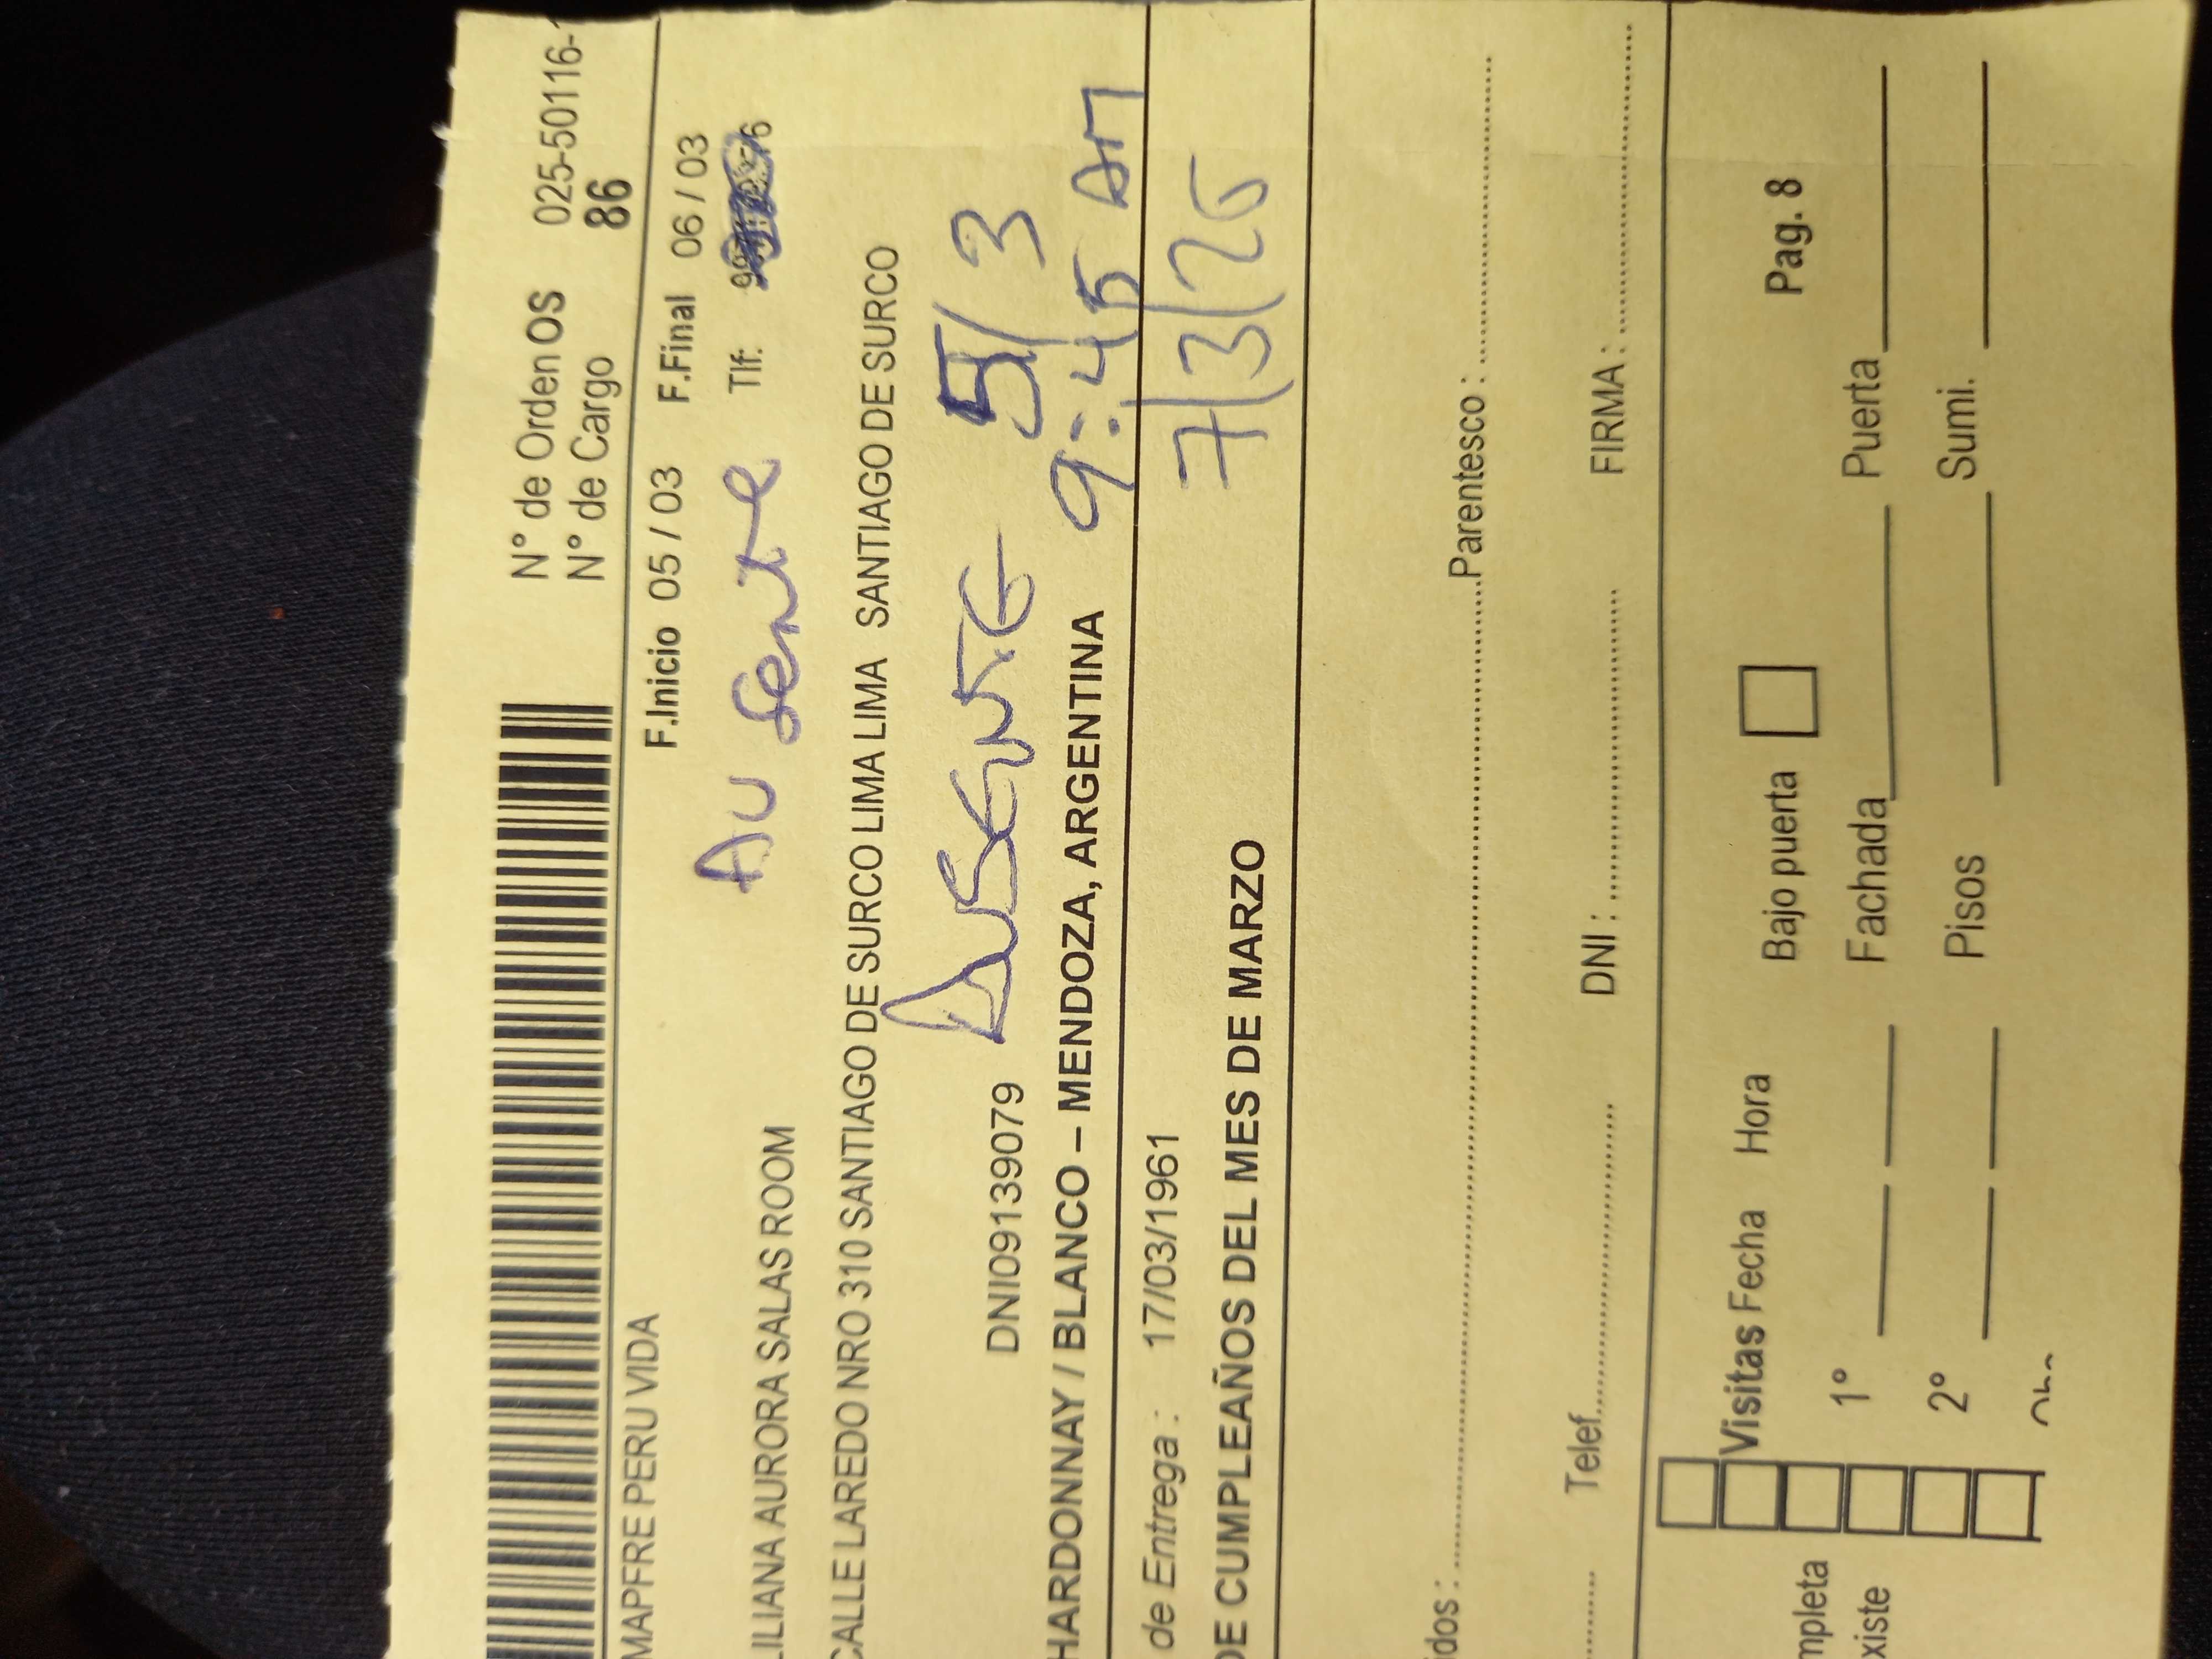 N° de Orden OS 025-50116-
N° de Cargo 86
MAPFRE PERU VIDA F.Inicio 05 / 03 F.Final 06 / 03
Ausente
LILIANA AURORA SALAS ROOM Tlf:
CALLE LAREDO NRO 310 SANTIAGO DE SURCO LIMA LIMA SANTIAGO DE SURCO
DNI09139079 AUSENTE 5/3
HARDONNAY / BLANCO – MENDOZA, ARGENTINA 9:45 AM
de Entrega : 17/03/1961 7/3/25
DE CUMPLEAÑOS DEL MES DE MARZO
idos : Parentesco :
Telef. DNI : FIRMA :
Visitas Fecha Hora Bajo puerta Pag. 8
mpleta 1° Fachada Puerta
xiste 2° Pisos Sumi.